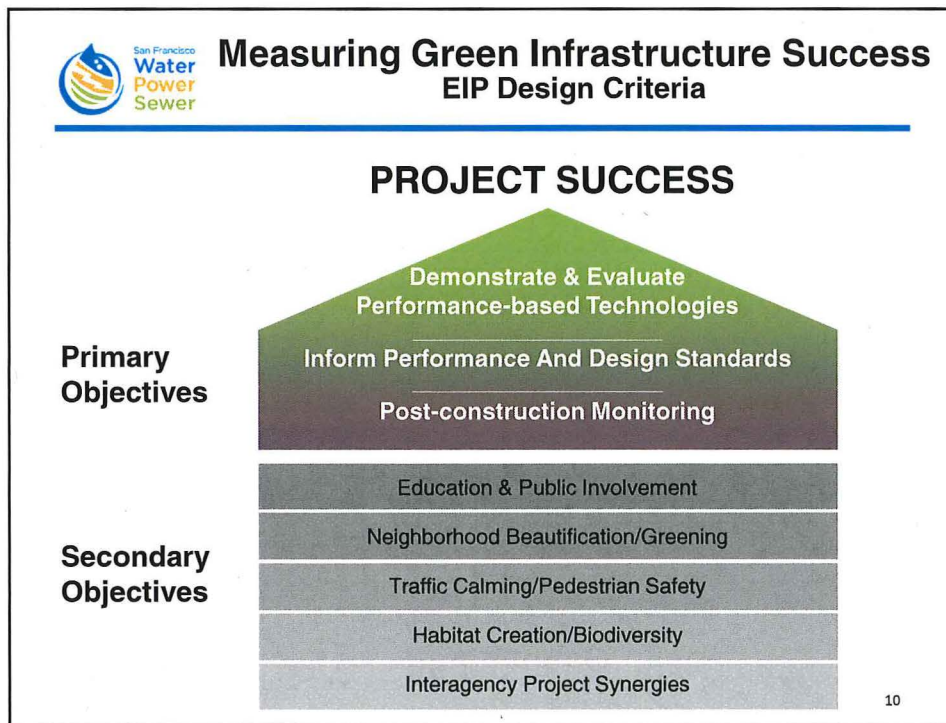 San Francisco
Water
Power
Sewer
Measuring Green Infrastructure Success
EIP Design Criteria
PROJECT SUCCESS
Demonstrate & Evaluate
Performance-based Technologies
Primary
Objectives
Inform Performance And Design Standards
Post-construction Monitoring
Secondary
Objectives
Education & Public Involvement
Neighborhood Beautification/Greening
Traffic Calming/Pedestrian Safety
Habitat Creation/Biodiversity
Interagency Project Synergies
10